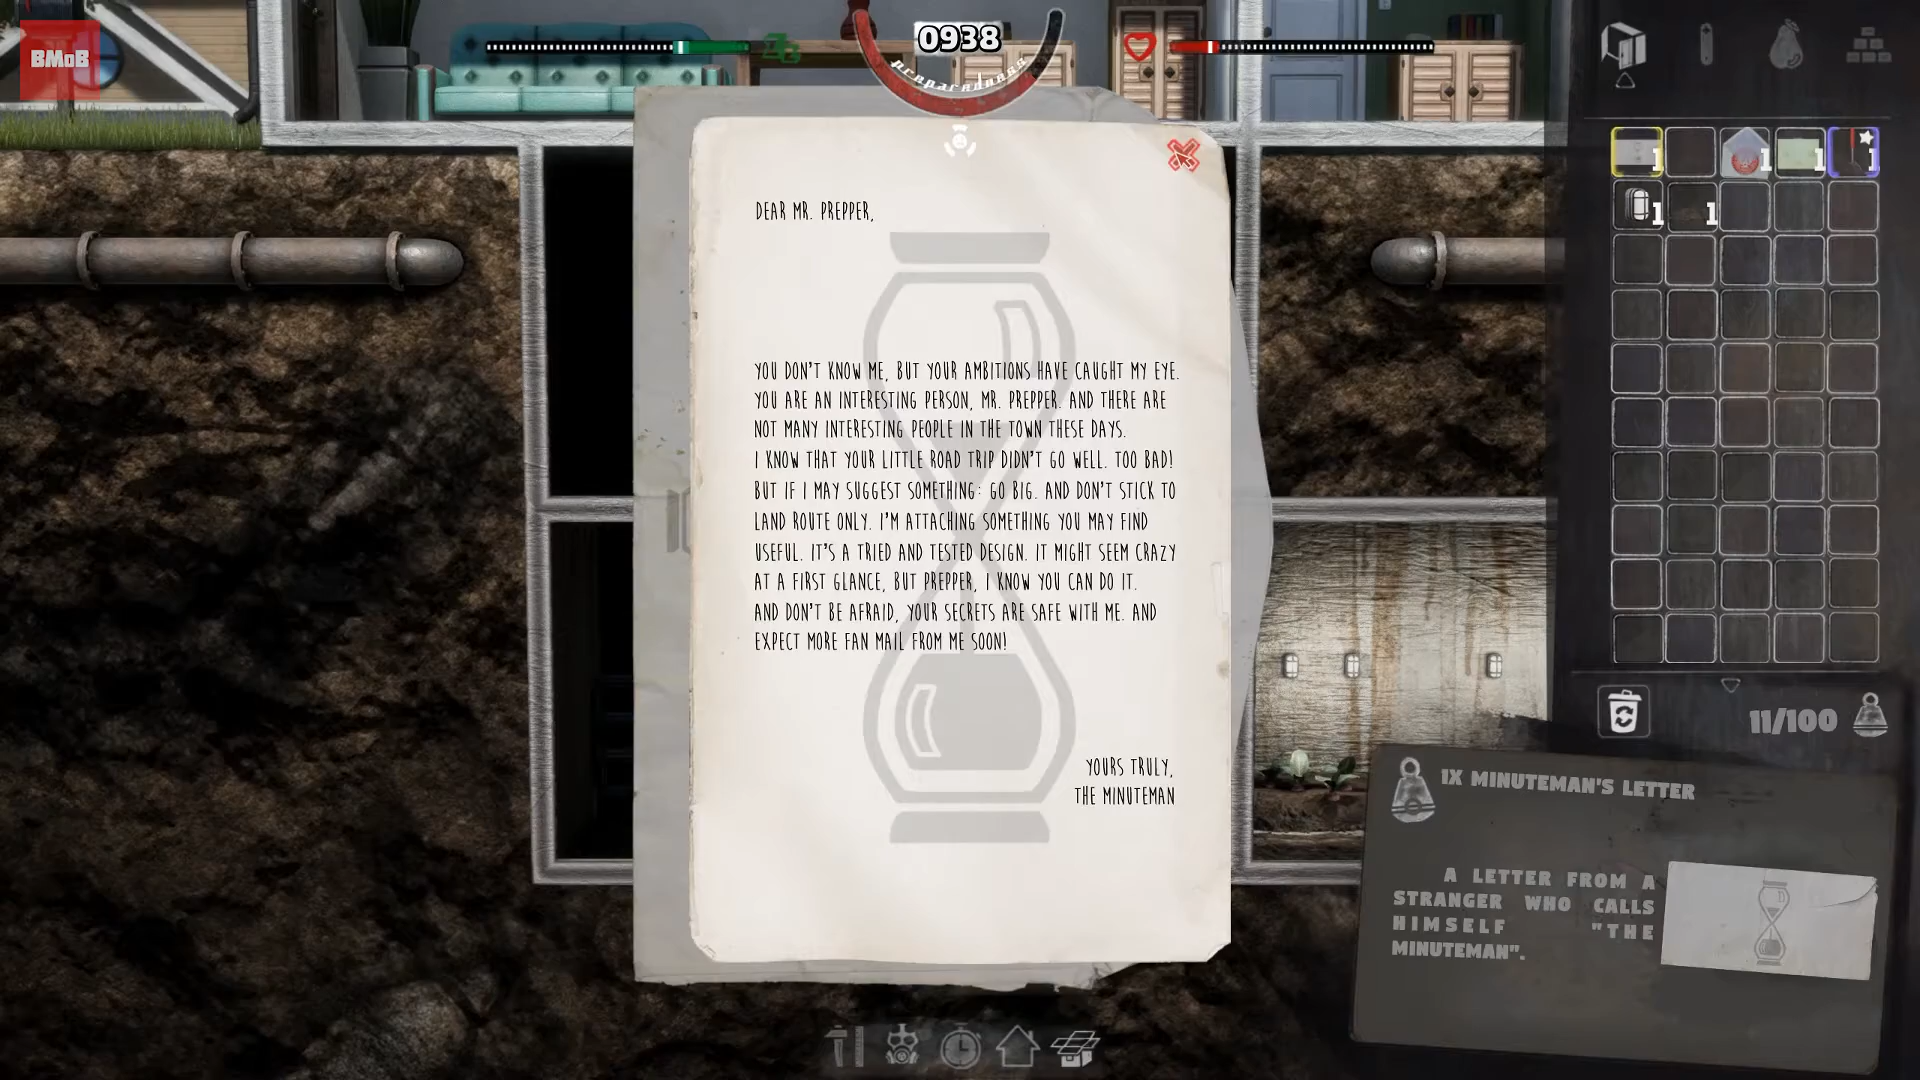 BMoB
0938
preparedness
DEAR MR. PREPPER,
YOU DON'T KNOW ME, BUT YOUR AMBITIONS HAVE CAUGHT MY EYE.
YOU ARE AN INTERESTING PERSON, MR. PREPPER. AND THERE ARE
NOT MANY INTERESTING PEOPLE IN THE TOWN THESE DAYS.
I KNOW THAT YOUR LITTLE ROAD TRIP DIDN'T GO WELL. TOO BAD!
BUT IF I MAY SUGGEST SOMETHING: GO BIG. AND DON'T STICK TO
LAND ROUTE ONLY. I'M ATTACHING SOMETHING YOU MAY FIND
USEFUL. IT'S A TRIED AND TESTED DESIGN. IT MIGHT SEEM CRAZY
AT A FIRST GLANCE, BUT PREPPER, I KNOW YOU CAN DO IT.
AND DON'T BE AFRAID, YOUR SECRETS ARE SAFE WITH ME. AND
EXPECT MORE FAN MAIL FROM ME SOON!
YOURS TRULY,
THE MINUTEMAN
1 1 1 1
1 1
11/100
1X MINUTEMAN'S LETTER
A LETTER FROM A
STRANGER WHO CALLS
HIMSELF "THE
MINUTEMAN".